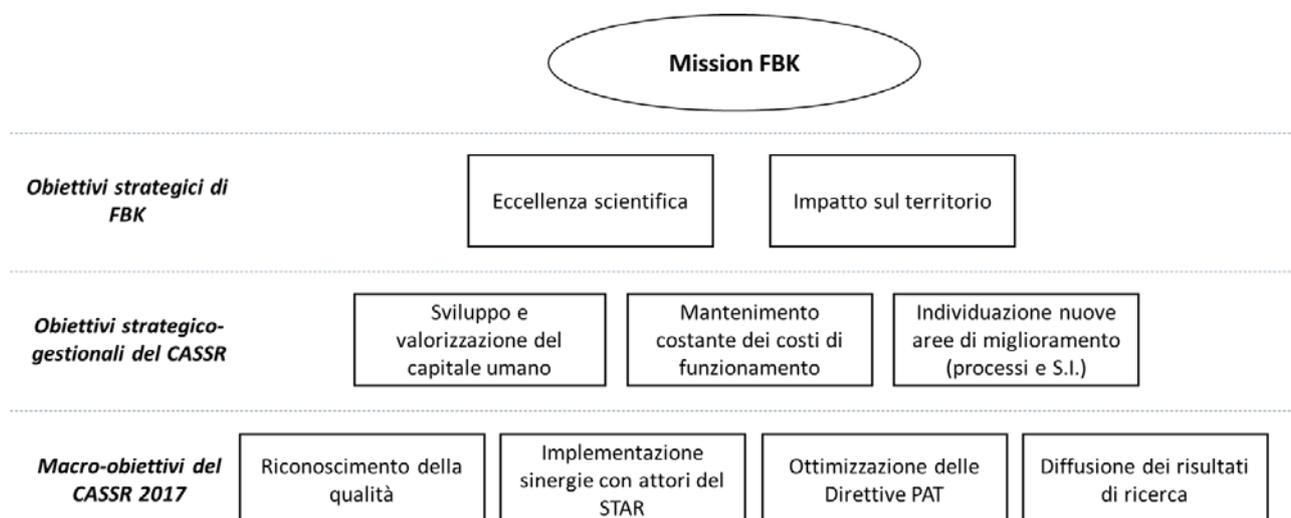 Mission FBK
Obiettivi strategici di
FBK
Eccellenza scientifica
Impatto sul territorio
Obiettivi strategico-
gestionali del CASSR
Sviluppo e
valorizzazione del
capitale umano
Mantenimento
costante dei costi di
funzionamento
Individuazione nuove
aree di miglioramento
(processi e S.I.)
Macro-obiettivi del
CASSR 2017
Riconoscimento della
qualità
Implementazione
sinergie con attori del
STAR
Ottimizzazione delle
Direttive PAT
Diffusione dei risultati
di ricerca